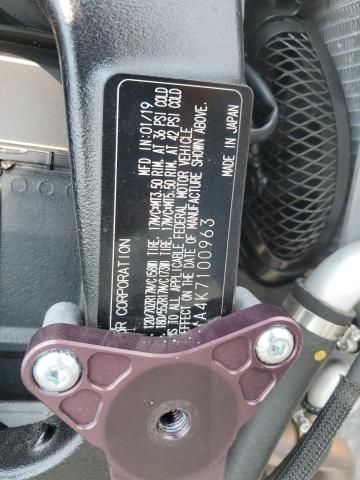 MFD IN:01/19
OR CORPORATION
120/70ZR17M/C(58W) TIRE, 17M/CxMT3.50 RIM, AT 36 PSI COLD
180/55ZR17M/C(73W) TIRE, 17M/CxMT5.50 RIM, AT 42 PSI COLD
TO ALL APPLICABLE FEDERAL MOTOR VEHICLE
EFFECT ON THE DATE OF MANUFACTURE SHOWN ABOVE.
A4K7100963
MADE IN JAPAN